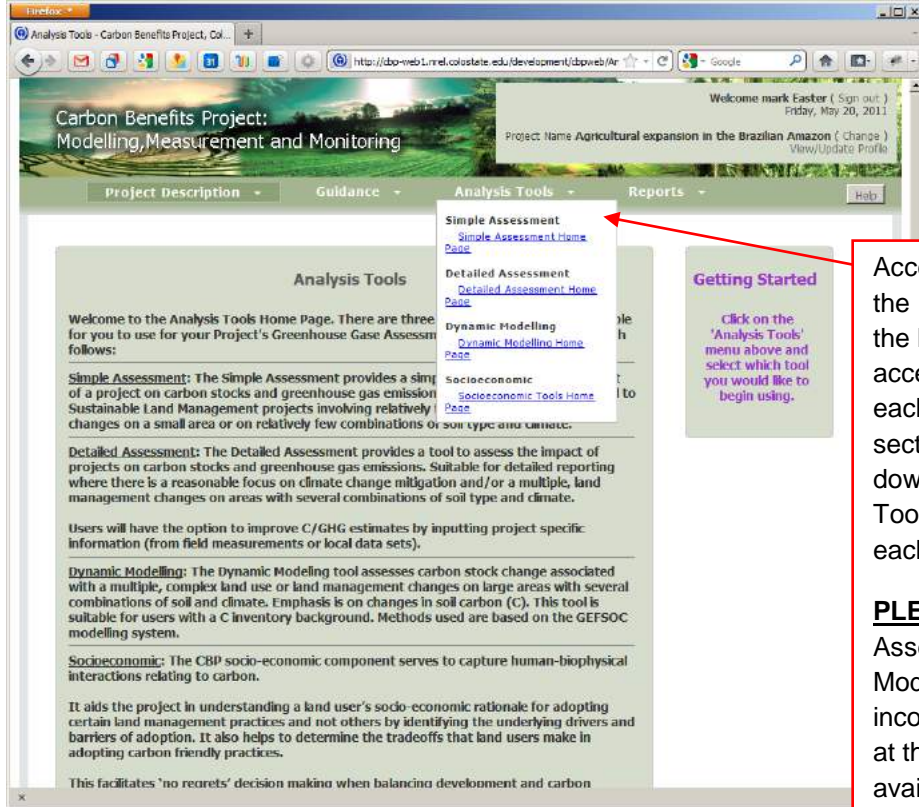 Firefox
Analysis Tools - Carbon Benefits Project, Col...
http://cbp-web1.nrel.colostate.edu/development/cbpweb/Ar
Google
Welcome mark Easter ( Sign out )
Friday, May 20, 2011
Carbon Benefits Project:
Modelling,Measurement and Monitoring
Project Name Agricultural expansion in the Brazilian Amazon ( Change )
View/Update Profile
Project Description Guidance Analysis Tools Reports Help
Simple Assessment
Simple Assessment Home
Page
Detailed Assessment
Detailed Assessment Home
Page
Dynamic Modelling
Dynamic Modelling Home
Page
Socioeconomic
Socioeconomic Tools Home
Page
Analysis Tools
Welcome to the Analysis Tools Home Page. There are three
for you to use for your Project's Greenhouse Gase Assessm
follows:
Simple Assessment: The Simple Assessment provides a simp
of a project on carbon stocks and greenhouse gas emission to
Sustainable Land Management projects involving relatively
changes on a small area or on relatively few combinations of soil type and climate.
Detailed Assessment: The Detailed Assessment provides a tool to assess the impact of
projects on carbon stocks and greenhouse gas emissions. Suitable for detailed reporting
where there is a reasonable focus on climate change mitigation and/or a multiple, land
management changes on areas with several combinations of soil type and climate.
Users will have the option to improve C/GHG estimates by inputting project specific
information (from field measurements or local data sets).
Dynamic Modelling: The Dynamic Modeling tool assesses carbon stock change associated
with a multiple, complex land use or land management changes on large areas with several
combinations of soil and climate. Emphasis is on changes in soil carbon (C). This tool is
suitable for users with a C inventory background. Methods used are based on the GEFSOC
modelling system.
Socioeconomic: The CBP socio-economic component serves to capture human-biophysical
interactions relating to carbon.
It aids the project in understanding a land user's socio-economic rationale for adopting
certain land management practices and not others by identifying the underlying drivers and
barriers of adoption. It also helps to determine the tradeoffs that land users make in
adopting carbon friendly practices.
This facilitates 'no regrets' decision making when balancing development and carbon
Getting Started
Click on the
'Analysis Tools'
menu above and
select which tool
you would like to
begin using.
Acce
the
the
acce
each
sect
dow
Too
each
PLE
Asse
Mod
inco
at th
avai